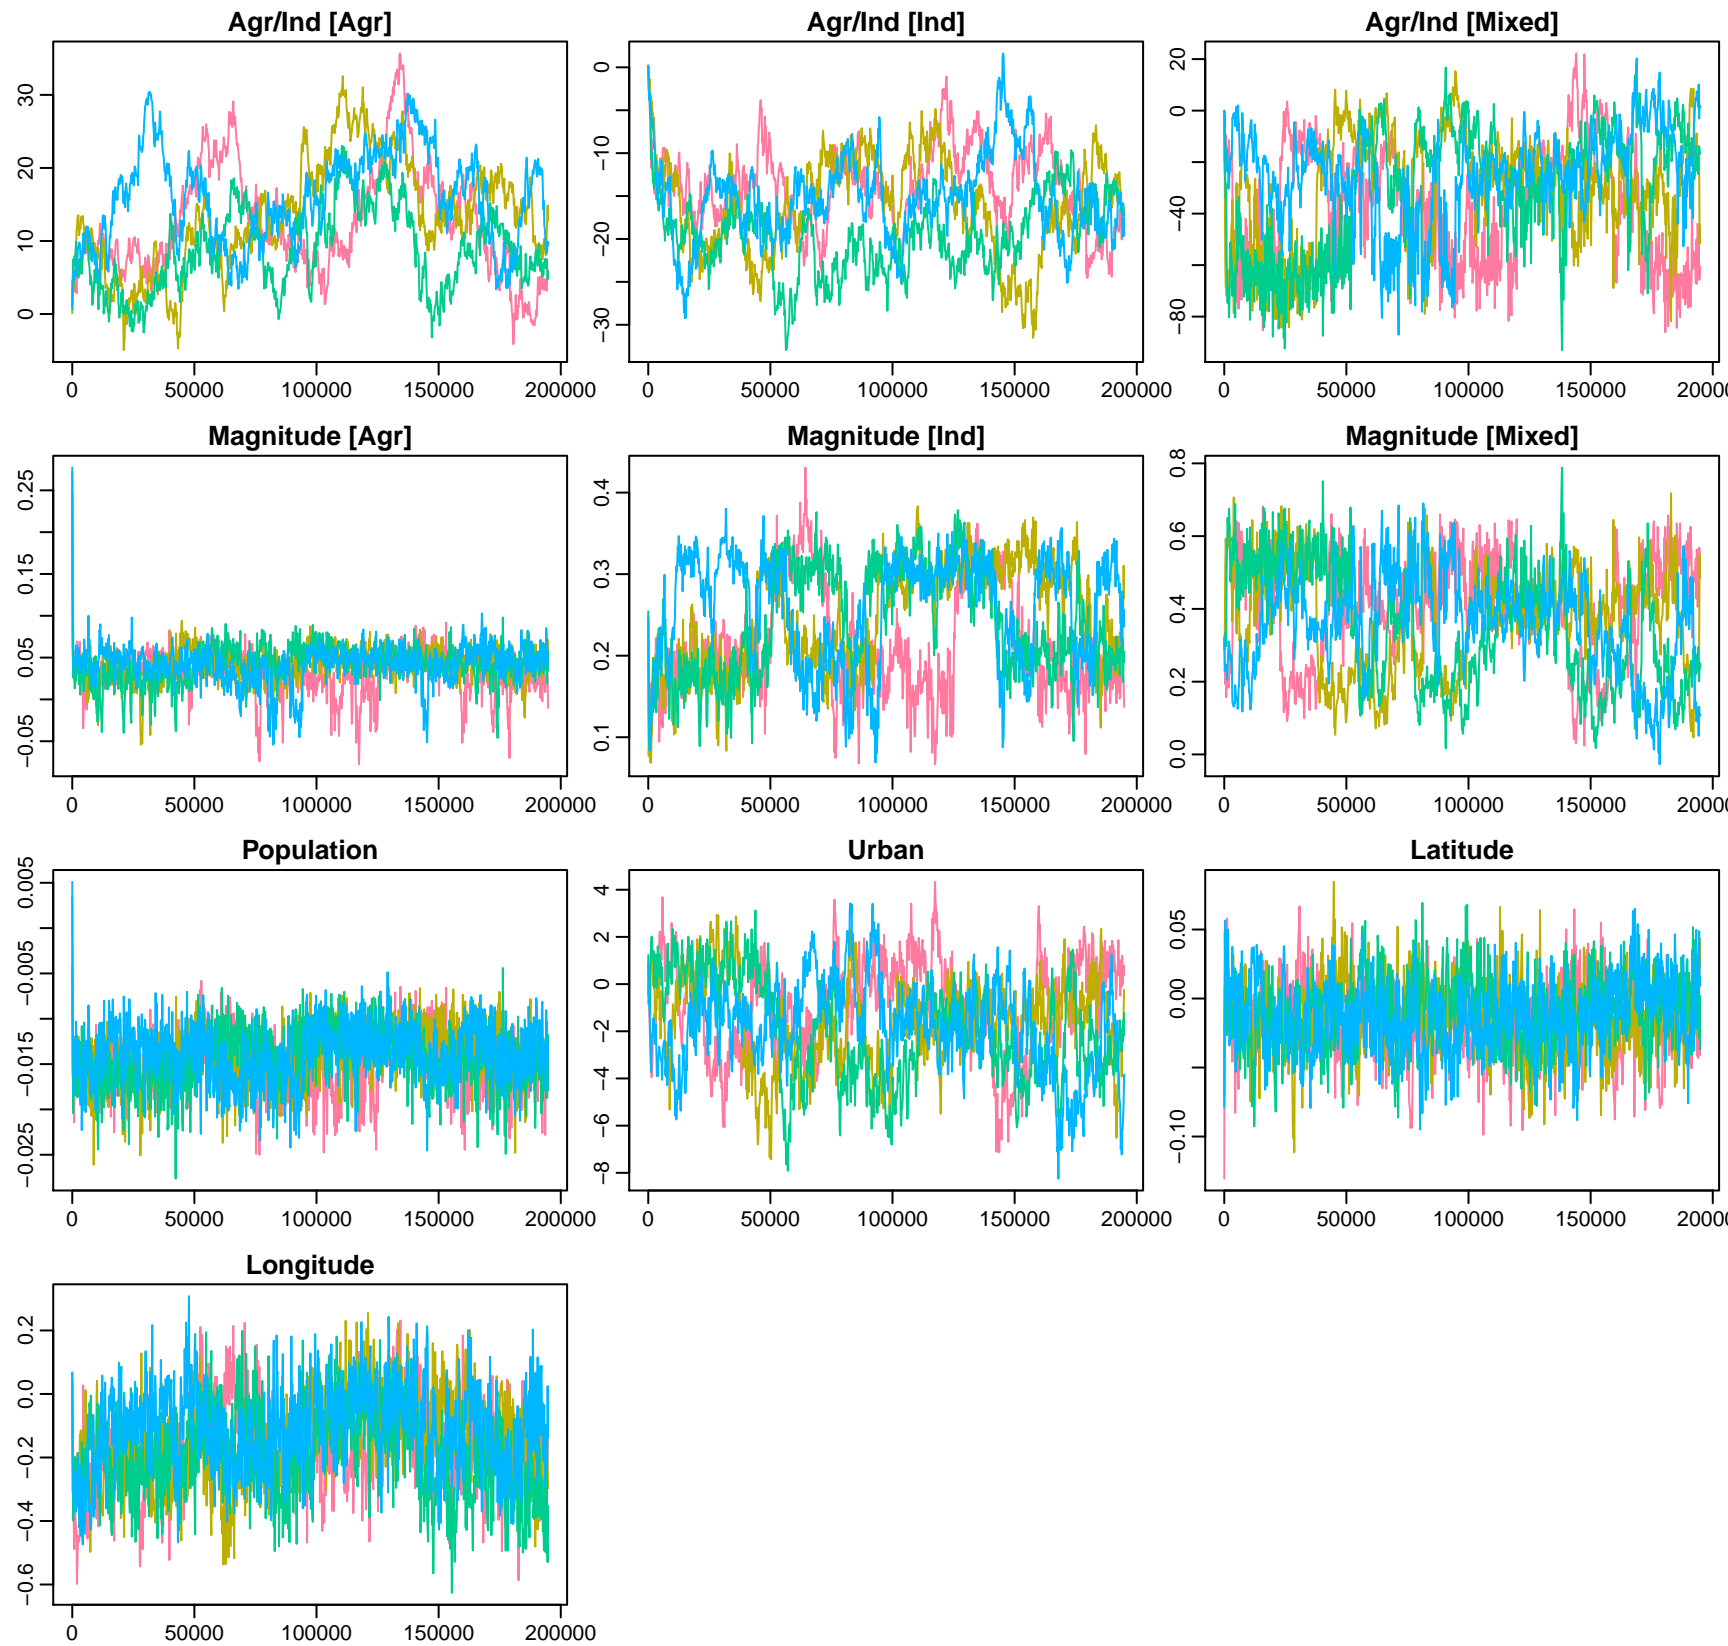 Agr/Ind [Agr]
30
20
10
0
0 50000 100000 150000 200000
Agr/Ind [Ind]
0
−10
−20
−30
0 50000 100000 150000 200000
Agr/Ind [Mixed]
20
0
−40
−80
0 50000 100000 150000
Magnitude [Agr]
0.25
0.15
0.05
−0.05
0 50000 100000 150000 200000
Magnitude [Ind]
0.4
0.3
0.2
0.1
0 50000 100000 150000 200000
Magnitude [Mixed]
0.8
0.6
0.4
0.2
0.0
0 50000 100000 150000
Population
0.005
−0.005
−0.015
−0.025
0 50000 100000 150000 200000
Urban
4
2
0
−2
−4
−6
−8
0 50000 100000 150000 200000
Latitude
0.05
0.00
−0.10
0 50000 100000 150000
Longitude
0.2
0.0
−0.2
−0.4
−0.6
0 50000 100000 150000 200000